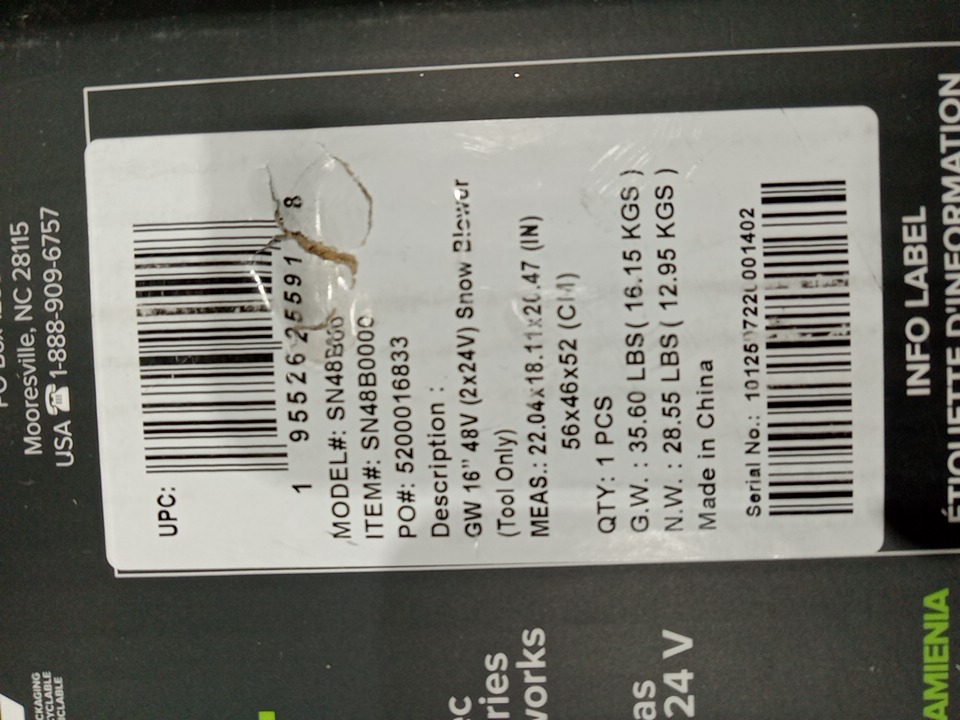 Mooresville, NC 28115
USA ☎ 1-888-909-6757
UPC:
1 95526 25591 8
MODEL#: SN48B00
ITEM#: SN48B0000
PO#: 5200016833
Description :
GW 16" 48V (2x24V) Snow Blower
(Tool Only)
MEAS.: 22.04x18.11x20.47 (IN)
56x46x52 (CM)
QTY: 1 PCS
G.W. : 35.60 LBS( 16.15 KGS )
N.W. : 28.55 LBS( 12.95 KGS )
Made in China
Serial No.:
INFO LABEL
ÉTIQUETTE D'INFORMATION